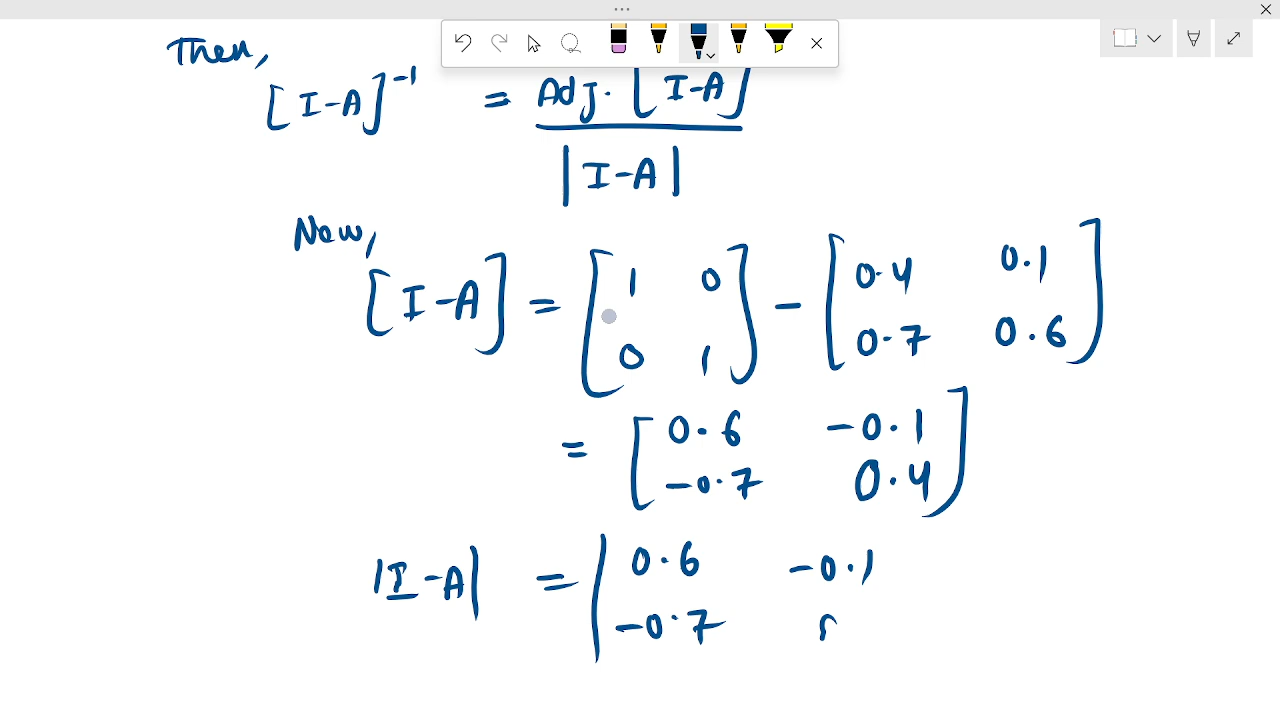 Then,
[I-A]⁻¹ = Adj. [I-A]
|I-A|
Now,
[I-A] = [1 0 - [0.4 0.1
0 1] 0.7 0.6]
= [0.6 -0.1
-0.7 0.4]
|I-A| = |0.6 -0.1
-0.7